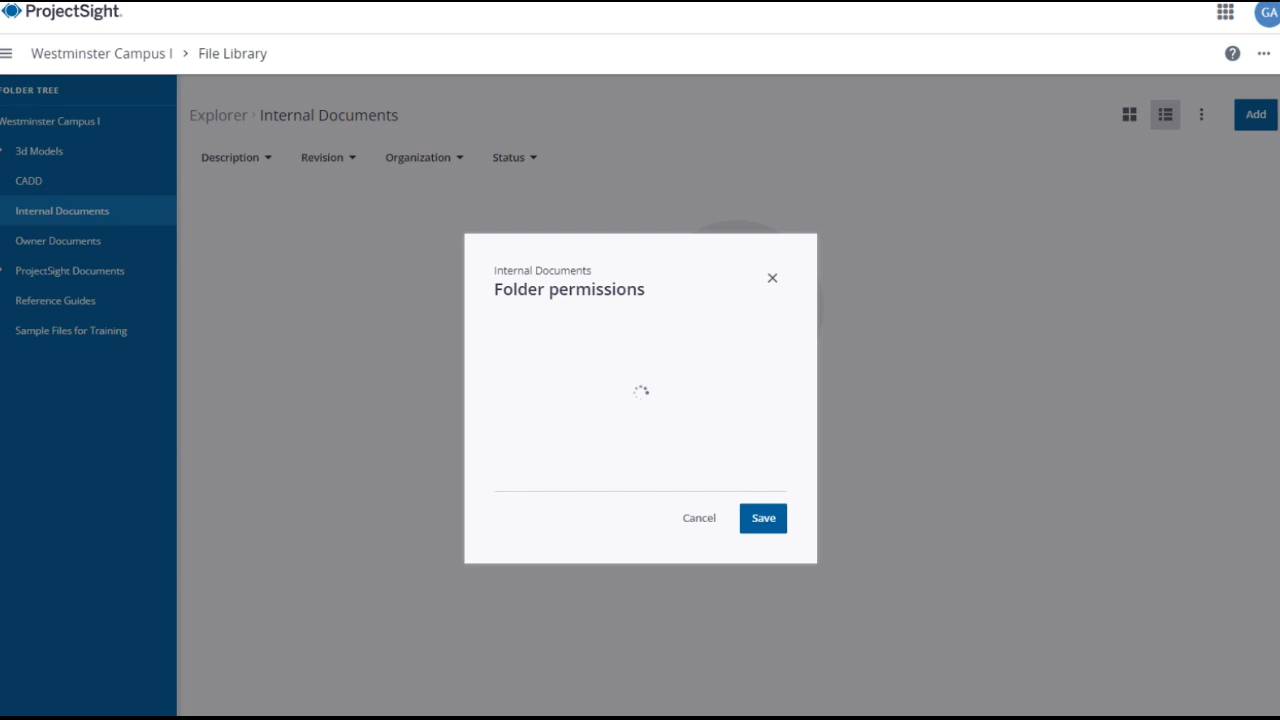 ProjectSight.
GA
Westminster Campus I > File Library
FOLDER TREE
Westminster Campus I
3d Models
CADD
Internal Documents
Owner Documents
ProjectSight Documents
Reference Guides
Sample Files for Training
Explorer › Internal Documents
Add
Description
Revision
Organization
Status
Internal Documents
Folder permissions
Cancel
Save